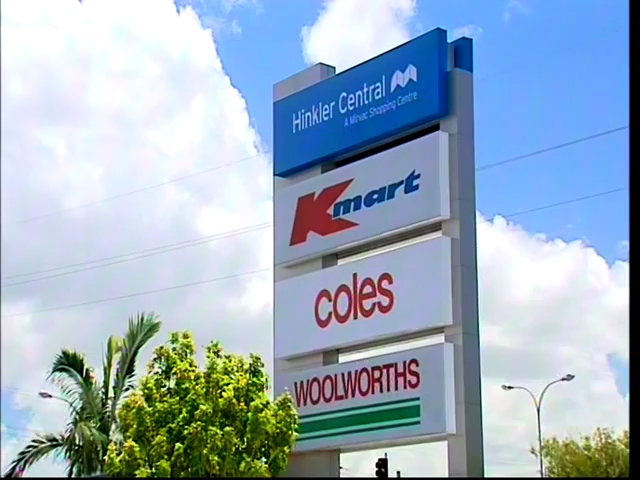 Hinkler Central
A Mirvac Shopping Centre
Kmart
coles
WOOLWORTHS